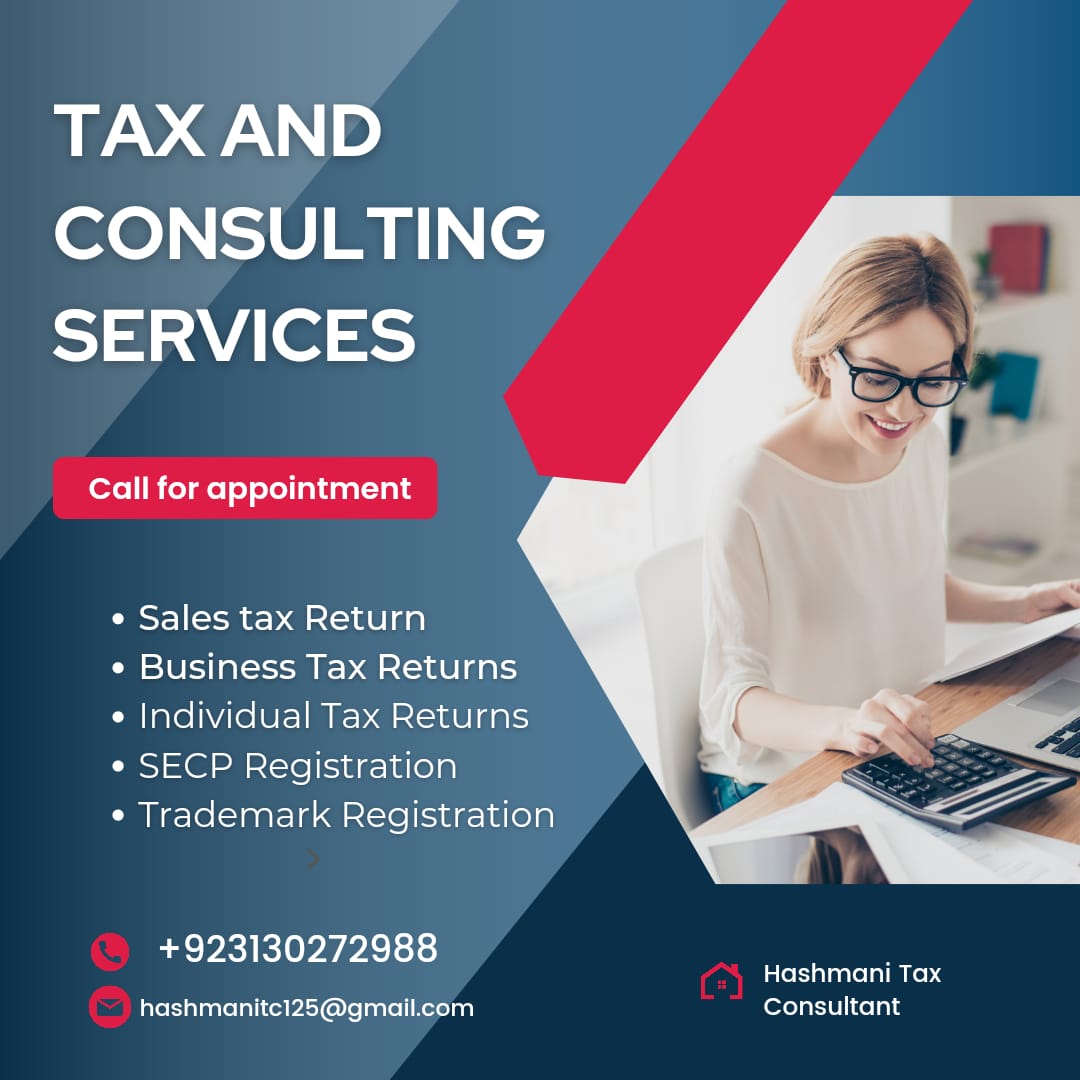 TAX AND
CONSULTING
SERVICES
Call for appointment
• Sales tax Return
• Business Tax Returns
• Individual Tax Returns
• SECP Registration
• Trademark Registration
+923130272988
hashmanitc125@gmail.com
Hashmani Tax
Consultant